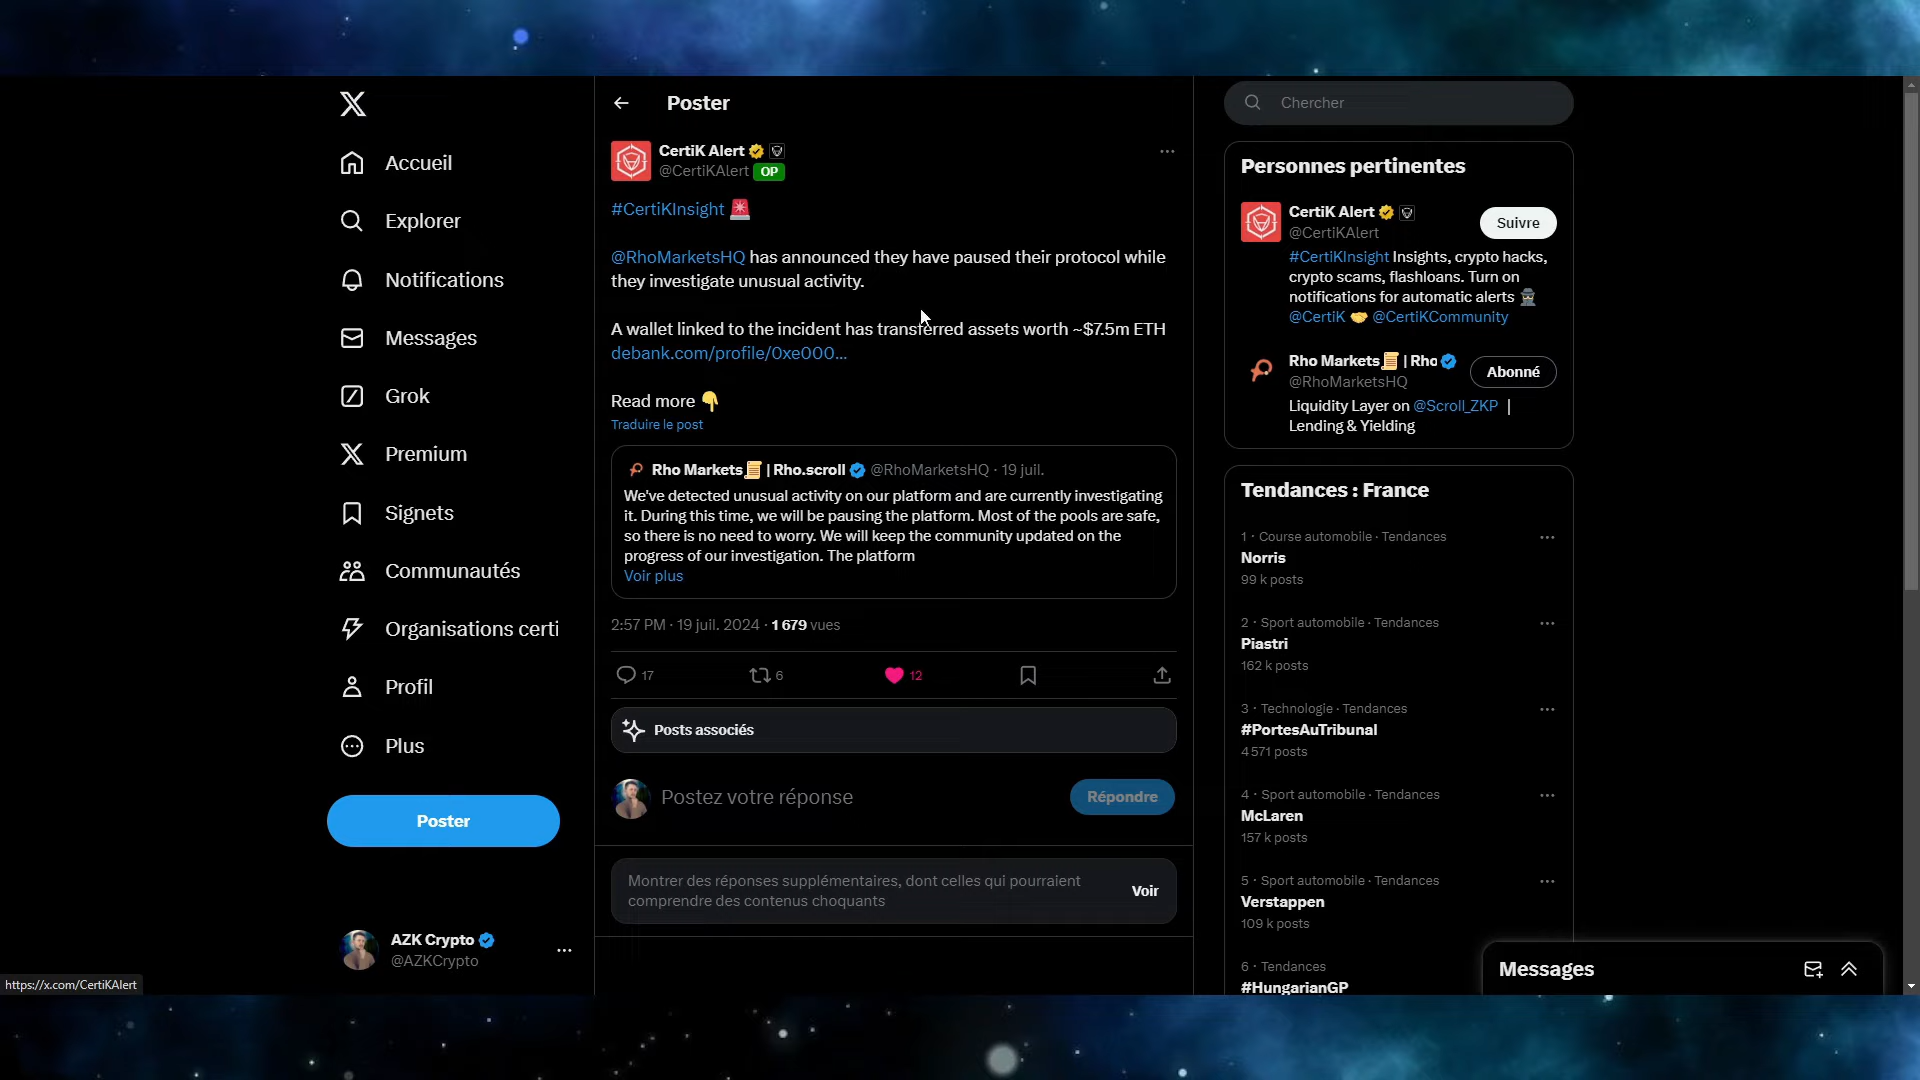 Accueil
Explorer
Notifications
Messages
Grok
Premium
Signets
Communautés
Organisations certi
Profil
Plus
Poster
AZK Crypto
@AZKCrypto
https://x.com/CertiKAlert
Poster
CertiK Alert
@CertiKAlert OP
#CertiKInsight 🚨
@RhoMarketsHQ has announced they have paused their protocol while
they investigate unusual activity.
A wallet linked to the incident has transferred assets worth ~$7.5m ETH
debank.com/profile/0xe000...
Read more 👇
Traduire le post
Rho Markets📜 | Rho.scroll @RhoMarketsHQ · 19 juil.
We've detected unusual activity on our platform and are currently investigating
it. During this time, we will be pausing the platform. Most of the pools are safe,
so there is no need to worry. We will keep the community updated on the
progress of our investigation. The platform
Voir plus
2:57 PM · 19 juil. 2024 · 1 679 vues
17 6 12
Posts associés
Postez votre réponse Répondre
Montrer des réponses supplémentaires, dont celles qui pourraient
comprendre des contenus choquants
Voir
Chercher
Personnes pertinentes
CertiK Alert
@CertiKAlert
Suivre
#CertiKInsight Insights, crypto hacks,
crypto scams, flashloans. Turn on
notifications for automatic alerts
@CertiK 🤝 @CertiKCommunity
Rho Markets📜 | Rho
@RhoMarketsHQ
Abonné
Liquidity Layer on @Scroll_ZKP |
Lending & Yielding
Tendances : France
1 · Course automobile · Tendances
Norris
99 k posts
2 · Sport automobile · Tendances
Piastri
162 k posts
3 · Technologie · Tendances
#PortesAuTribunal
4 571 posts
4 · Sport automobile · Tendances
McLaren
157 k posts
5 · Sport automobile · Tendances
Verstappen
109 k posts
6 · Tendances
#HungarianGP
Messages